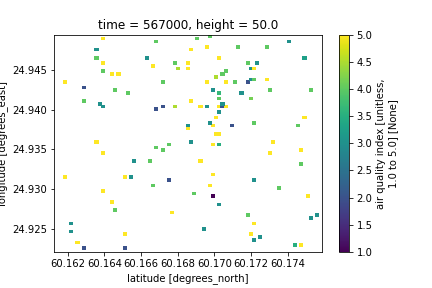 time = 567000, height = 50.0
5.0
4.5
4.0
3.5
3.0
2.5
2.0
1.5
1.0
air quality index [unitless,
1.0 to 5.0] [None]
24.945
24.940
24.935
24.930
24.925
longitude [degrees_east]
60.162 60.164 60.166 60.168 60.170 60.172 60.174
latitude [degrees_north]